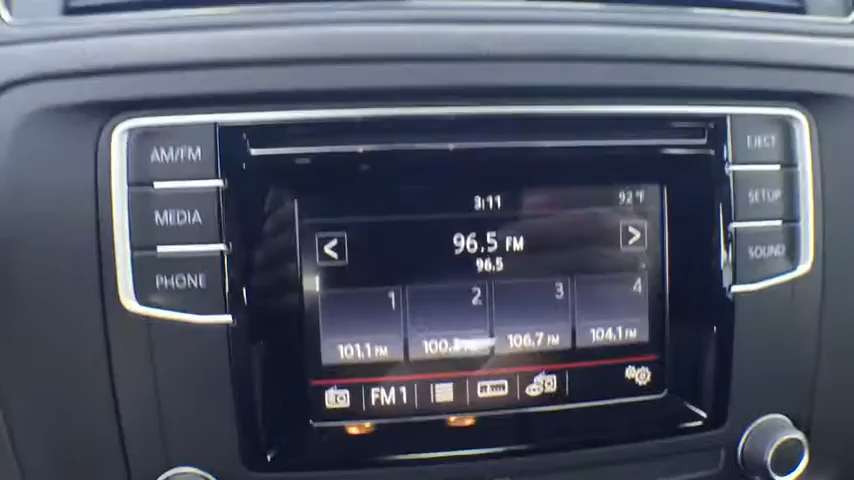 AM/FM
MEDIA
PHONE
EJECT
SETUP
SOUND
3:11
92 °F
< 96.5 FM >
96.5
1 2 3 4
101.1 FM 106.7 FM 104.1 FM
FM 1